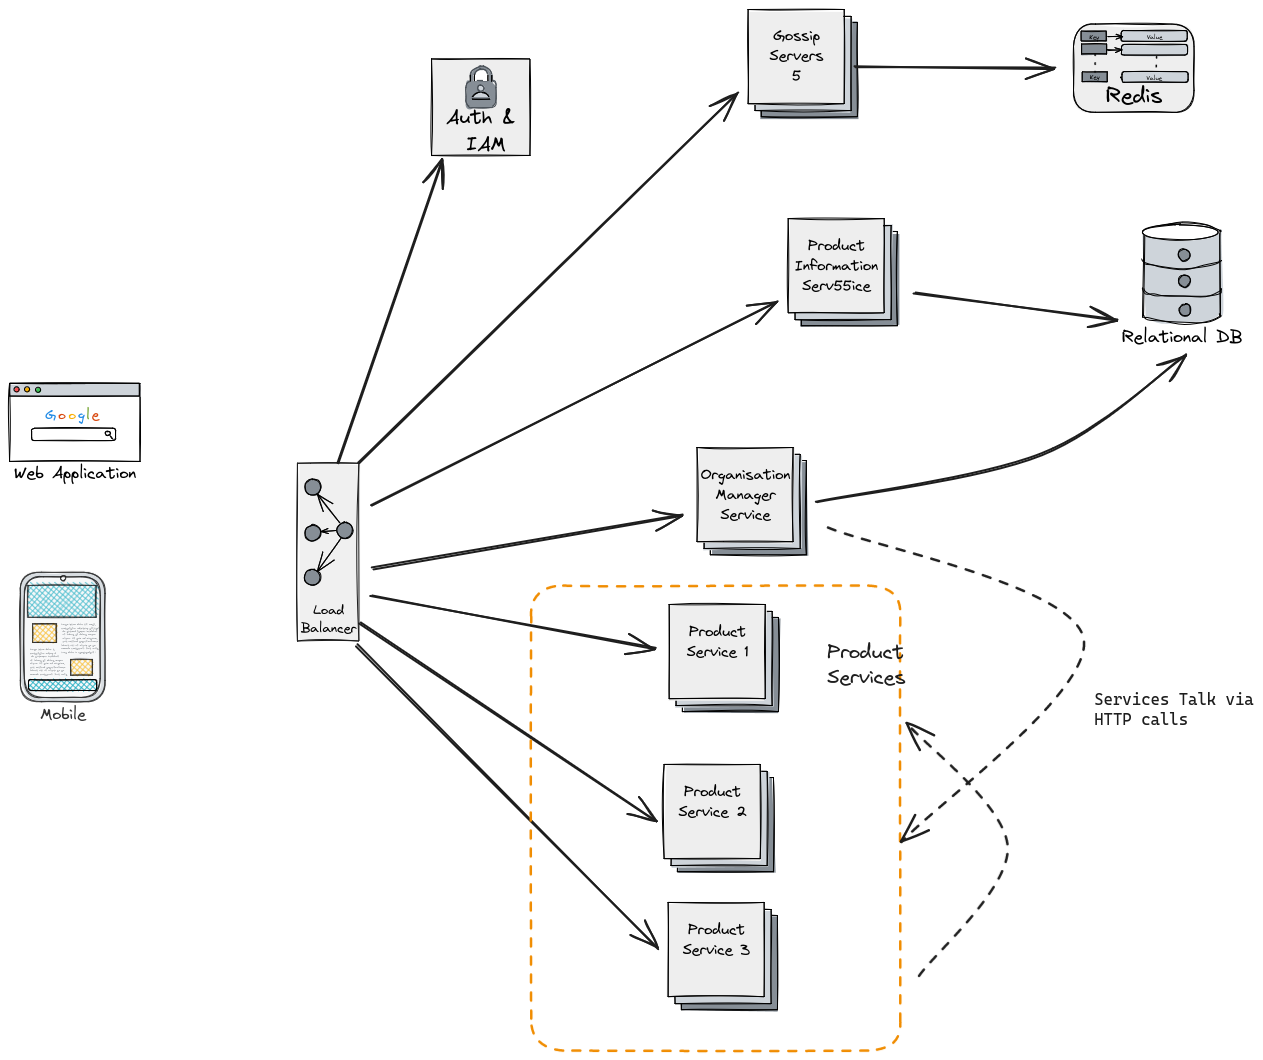 Gossip
Servers
5
Key
Value
Key
Value
Redis
Auth &
IAM
Product
Information
Serv55ice
Relational DB
Google
Web Application
Organisation
Manager
Service
Load
Balancer
Product
Service 1
Product
Services
Mobile
Services Talk via
HTTP calls
Product
Service 2
Product
Service 3